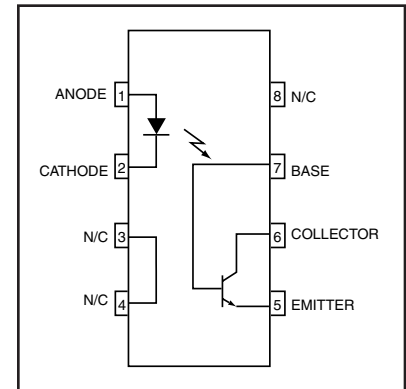 ANODE 1
8 N/C
CATHODE 2
7 BASE
N/C 3
6 COLLECTOR
N/C 4
5 EMITTER